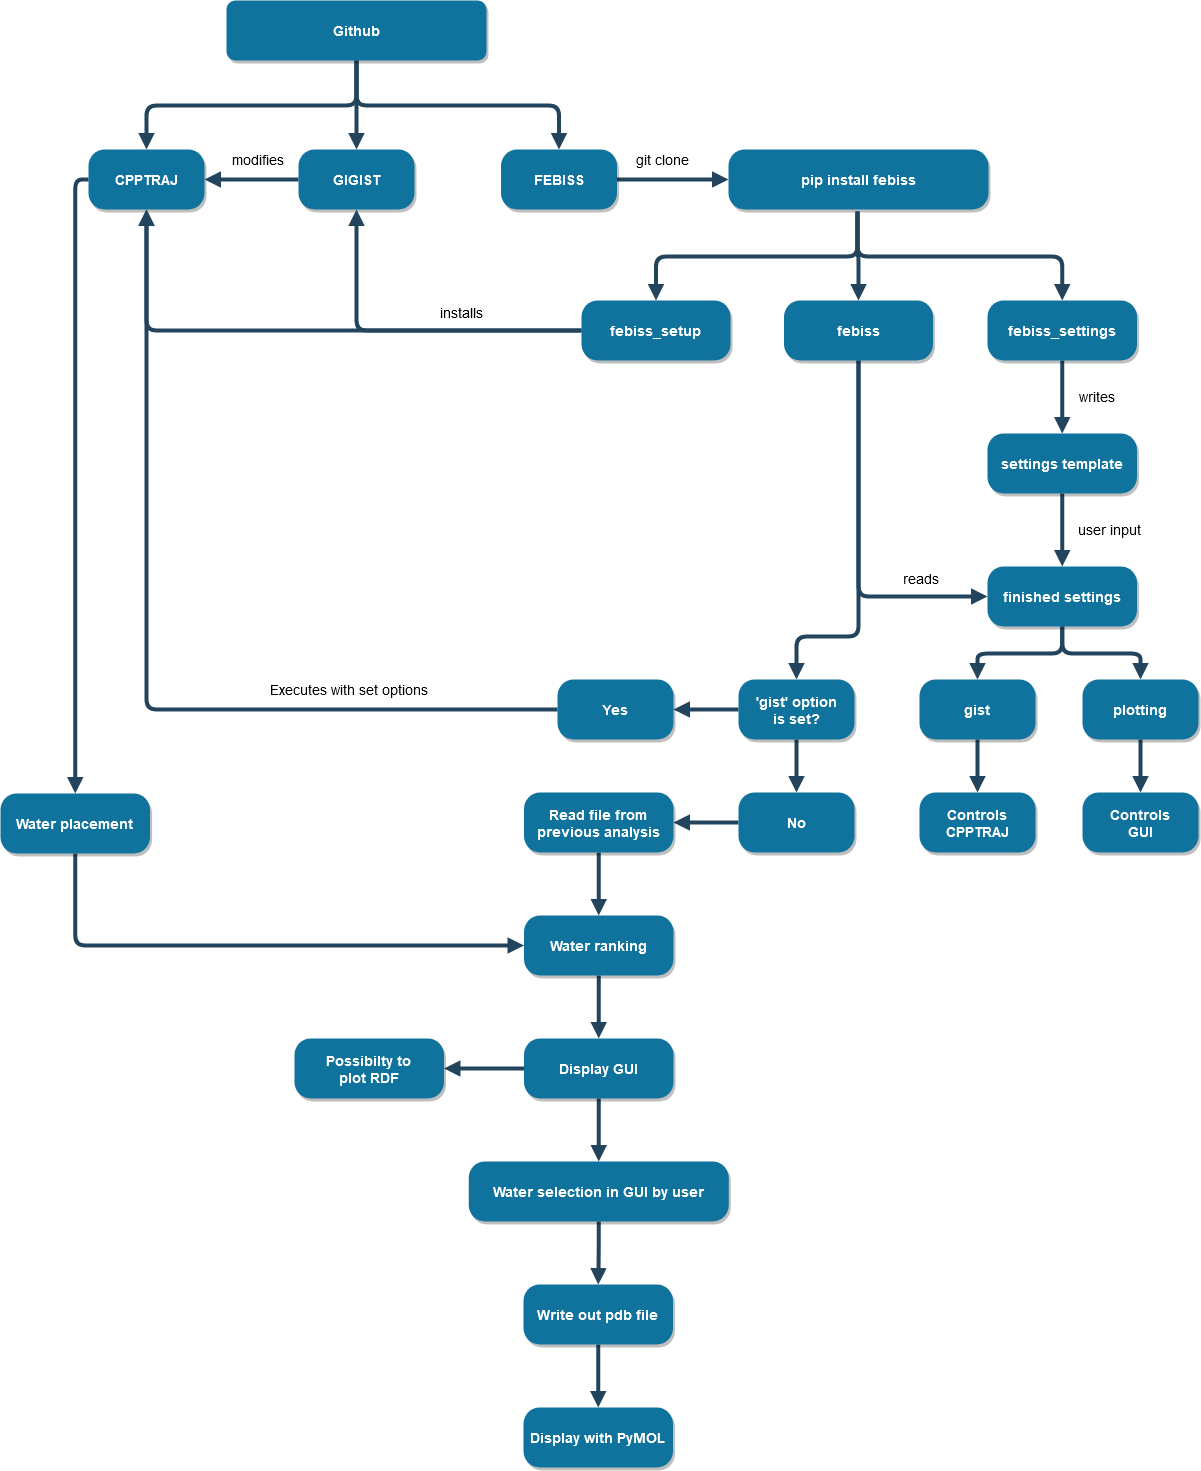 Github
modifies
git clone
CPPTRAJ
GIGIST
FEBISS
pip install febiss
installs
febiss_setup
febiss
febiss_settings
writes
settings template
user input
reads
finished settings
Executes with set options
Yes
'gist' option
is set?
gist
plotting
Water placement
Read file from
previous analysis
No
Controls
CPPTRAJ
Controls
GUI
Water ranking
Possibilty to
plot RDF
Display GUI
Water selection in GUI by user
Write out pdb file
Display with PyMOL